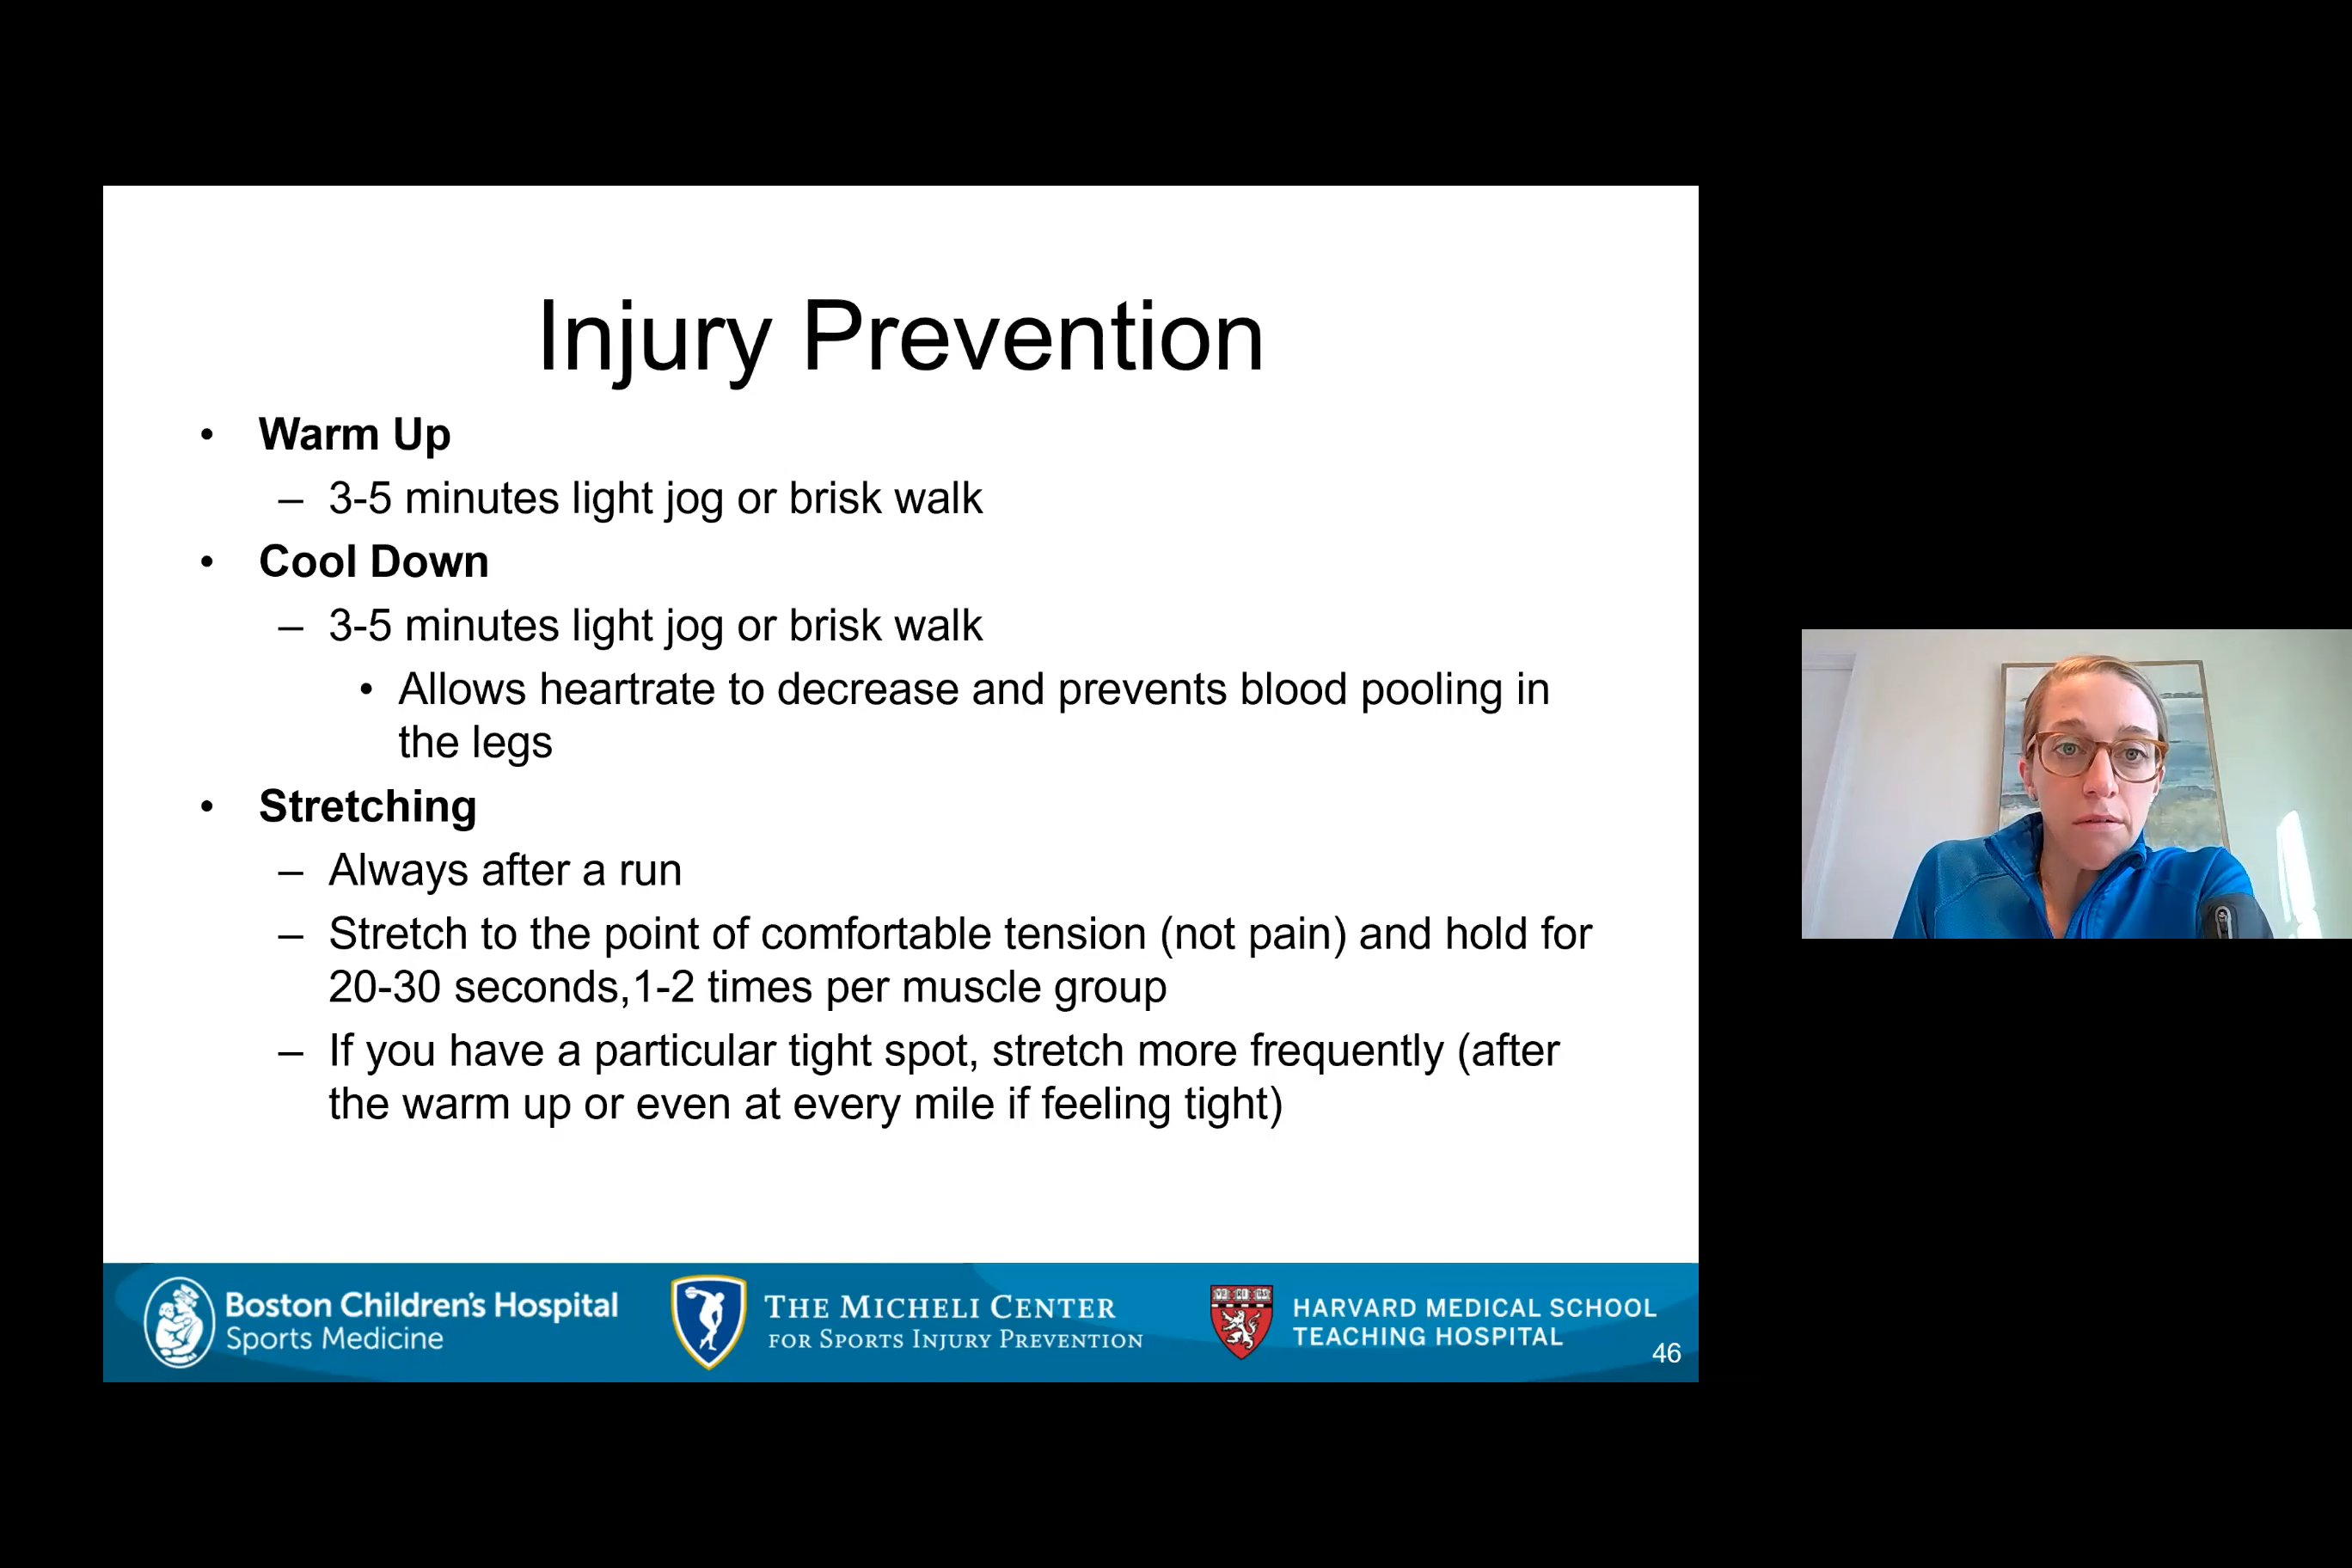 Injury Prevention
• Warm Up
– 3-5 minutes light jog or brisk walk
• Cool Down
– 3-5 minutes light jog or brisk walk
• Allows heartrate to decrease and prevents blood pooling in
the legs
• Stretching
– Always after a run
– Stretch to the point of comfortable tension (not pain) and hold for
20-30 seconds,1-2 times per muscle group
– If you have a particular tight spot, stretch more frequently (after
the warm up or even at every mile if feeling tight)
Boston Children's Hospital
Sports Medicine
THE MICHELI CENTER
FOR SPORTS INJURY PREVENTION
HARVARD MEDICAL SCHOOL
TEACHING HOSPITAL
46